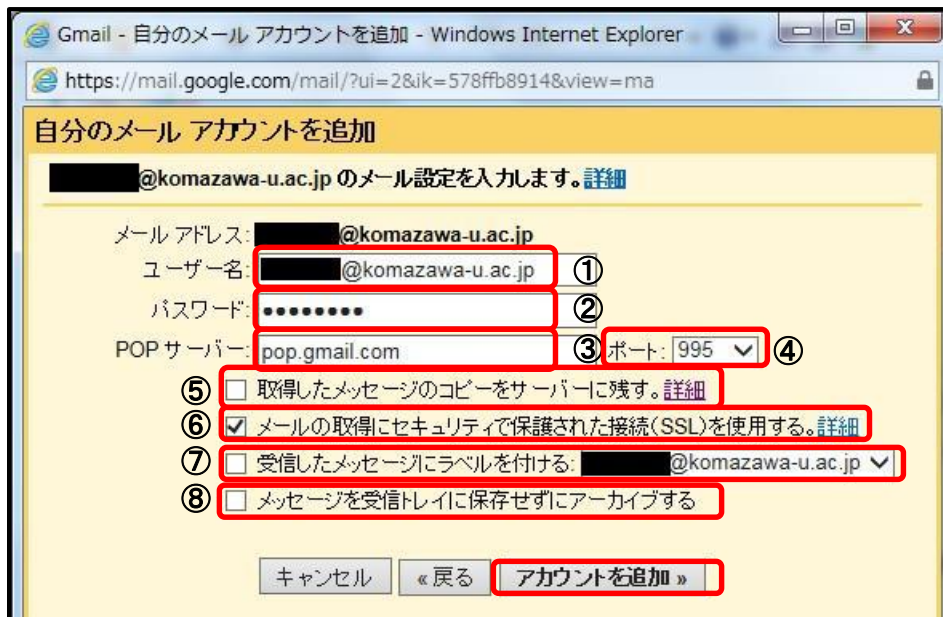 Gmail - 自分のメール アカウントを追加 - Windows Internet Explorer
https://mail.google.com/mail/?ui=2&ik=578ffb8914&view=ma
自分のメール アカウントを追加
@komazawa-u.ac.jp のメール設定を入力します。詳細
メール アドレス: @komazawa-u.ac.jp
ユーザー名: @komazawa-u.ac.jp ①
パスワード: •••••••• ②
POP サーバー: pop.gmail.com ③ ポート: 995 ④
⑤ 取得したメッセージのコピーをサーバーに残す。詳細
⑥ メールの取得にセキュリティで保護された接続(SSL)を使用する。詳細
⑦ 受信したメッセージにラベルを付ける: @komazawa-u.ac.jp
⑧ メッセージを受信トレイに保存せずにアーカイブする
キャンセル « 戻る アカウントを追加 »